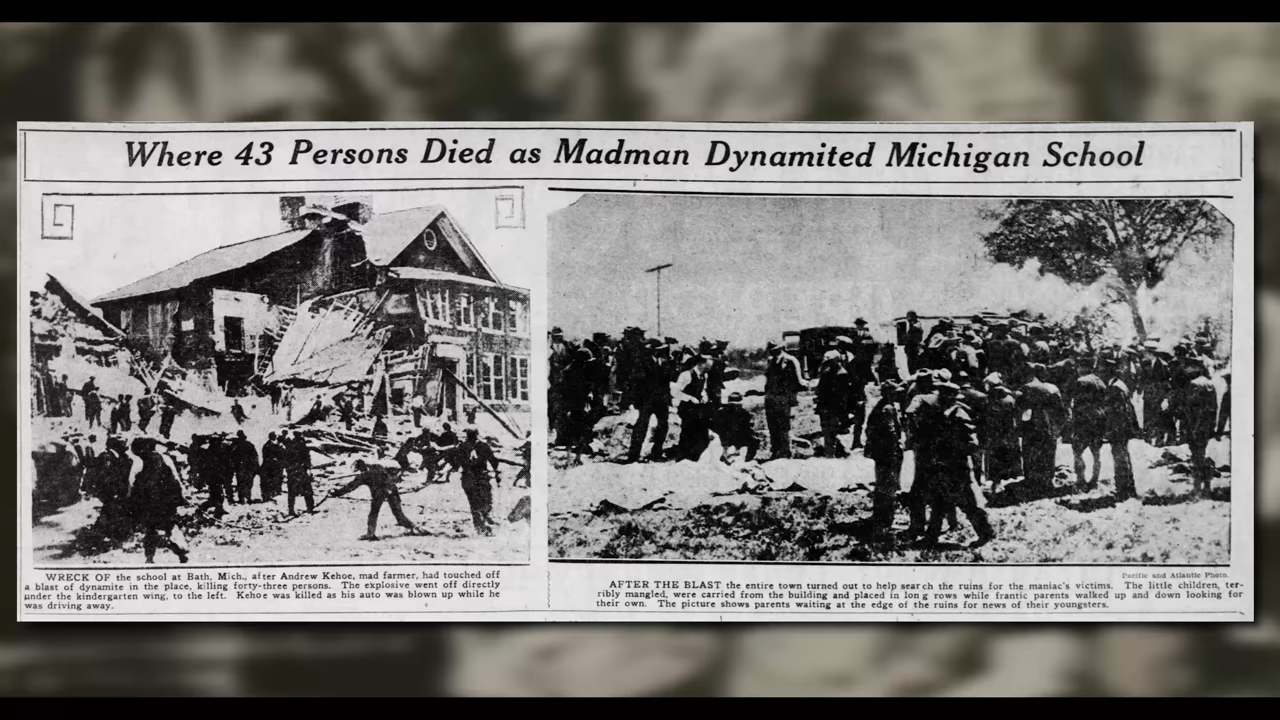 Where 43 Persons Died as Madman Dynamited Michigan School
WRECK OF the school at Bath, Mich., after Andrew Kehoe, mad farmer, had touched off
a blast of dynamite in the place, killing forty-three persons. The explosive went off directly
under the kindergarten wing, to the left. Kehoe was killed as his auto was blown up while he
was driving away.
Pacific and Atlantic Photo.
AFTER THE BLAST the entire town turned out to help search the ruins for the maniac's victims. The little children, ter-
ribly mangled, were carried from the building and placed in long rows while frantic parents walked up and down looking for
their own. The picture shows parents waiting at the edge of the ruins for news of their youngsters.